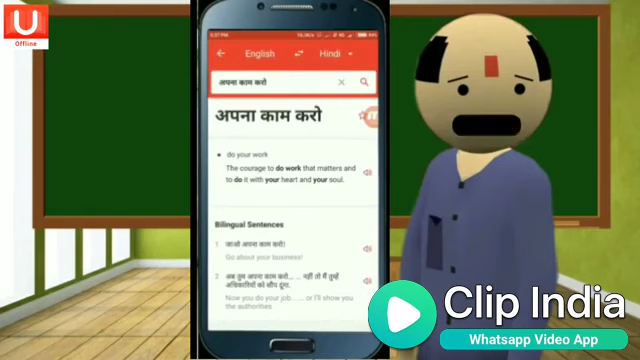 U
Offline
English
Hindi
अपना काम करो
अपना काम करो
do your work
The courage to do work that matters and
to do it with your heart and your soul.
Bilingual Sentences
1 जाओ अपना काम करो!
Go about your business!
2 अब तुम अपना काम करो... ... नहीं तो मैं तुम्हें
अधिकारियों को सौंप दूंगा.
Now you do your job... ... or I'll show you
the authorities
Clip India
Whatsapp Video App